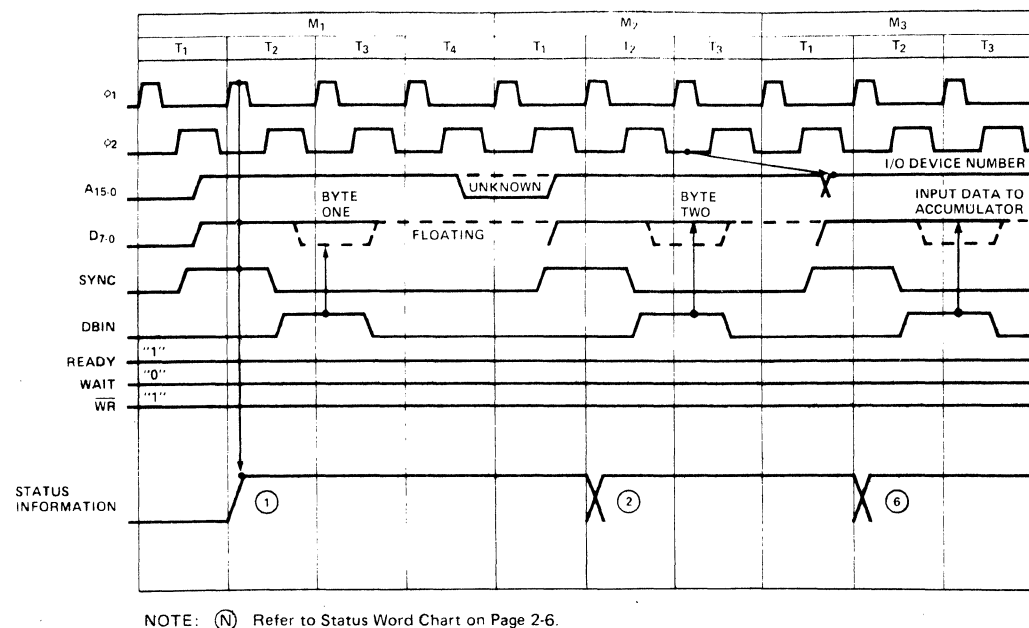 M1 M2 M3
T1 T2 T3 T4 T1 T2 T3 T1 T2 T3
φ1
φ2
I/O DEVICE NUMBER
A15-0
UNKNOWN
BYTE ONE
BYTE TWO
INPUT DATA TO ACCUMULATOR
D7-0
FLOATING
SYNC
DBIN
"1"
READY
"0"
WAIT
"1"
WR
STATUS INFORMATION
1 2 6
NOTE: N Refer to Status Word Chart on Page 2-6.